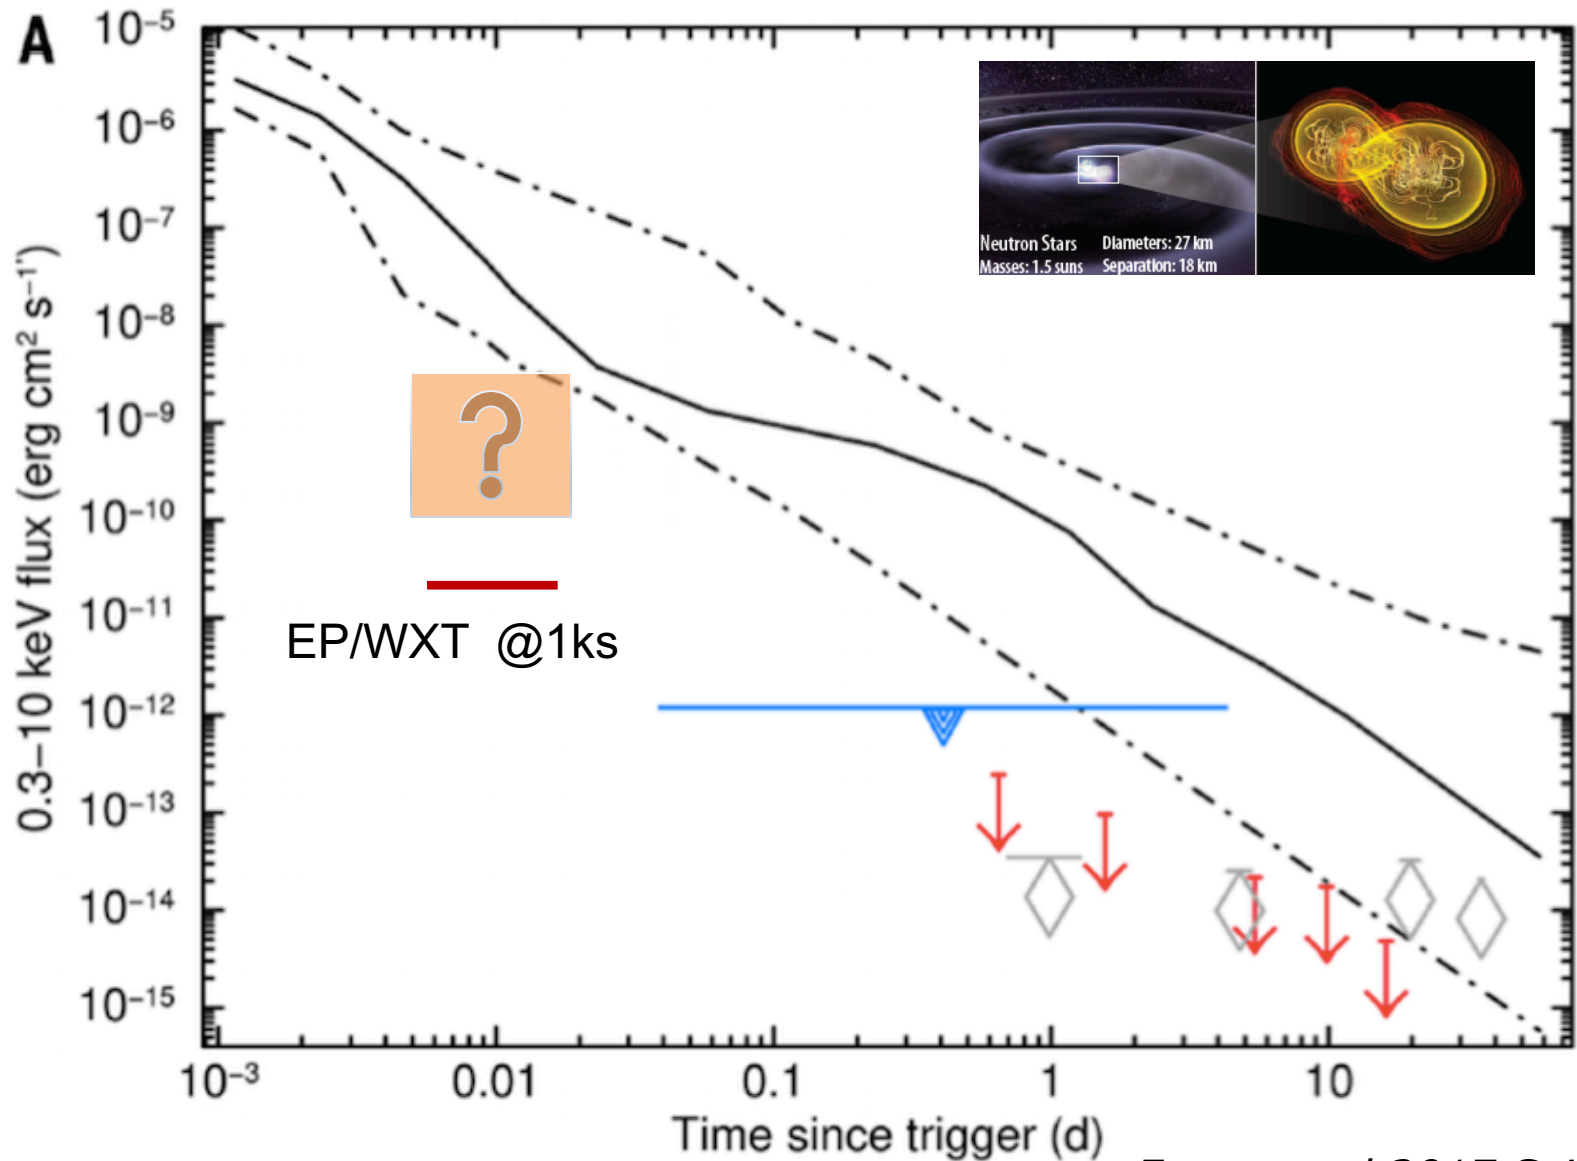 A
10⁻⁵
10⁻⁶
10⁻⁷
10⁻⁸
10⁻⁹
10⁻¹⁰
10⁻¹¹
10⁻¹²
10⁻¹³
10⁻¹⁴
10⁻¹⁵
0.3–10 keV flux (erg cm² s⁻¹)
Neutron Stars Diameters: 27 km
Masses: 1.5 suns Separation: 18 km
?
EP/WXT @1ks
10⁻³ 0.01 0.1 1 10
Time since trigger (d)
2017